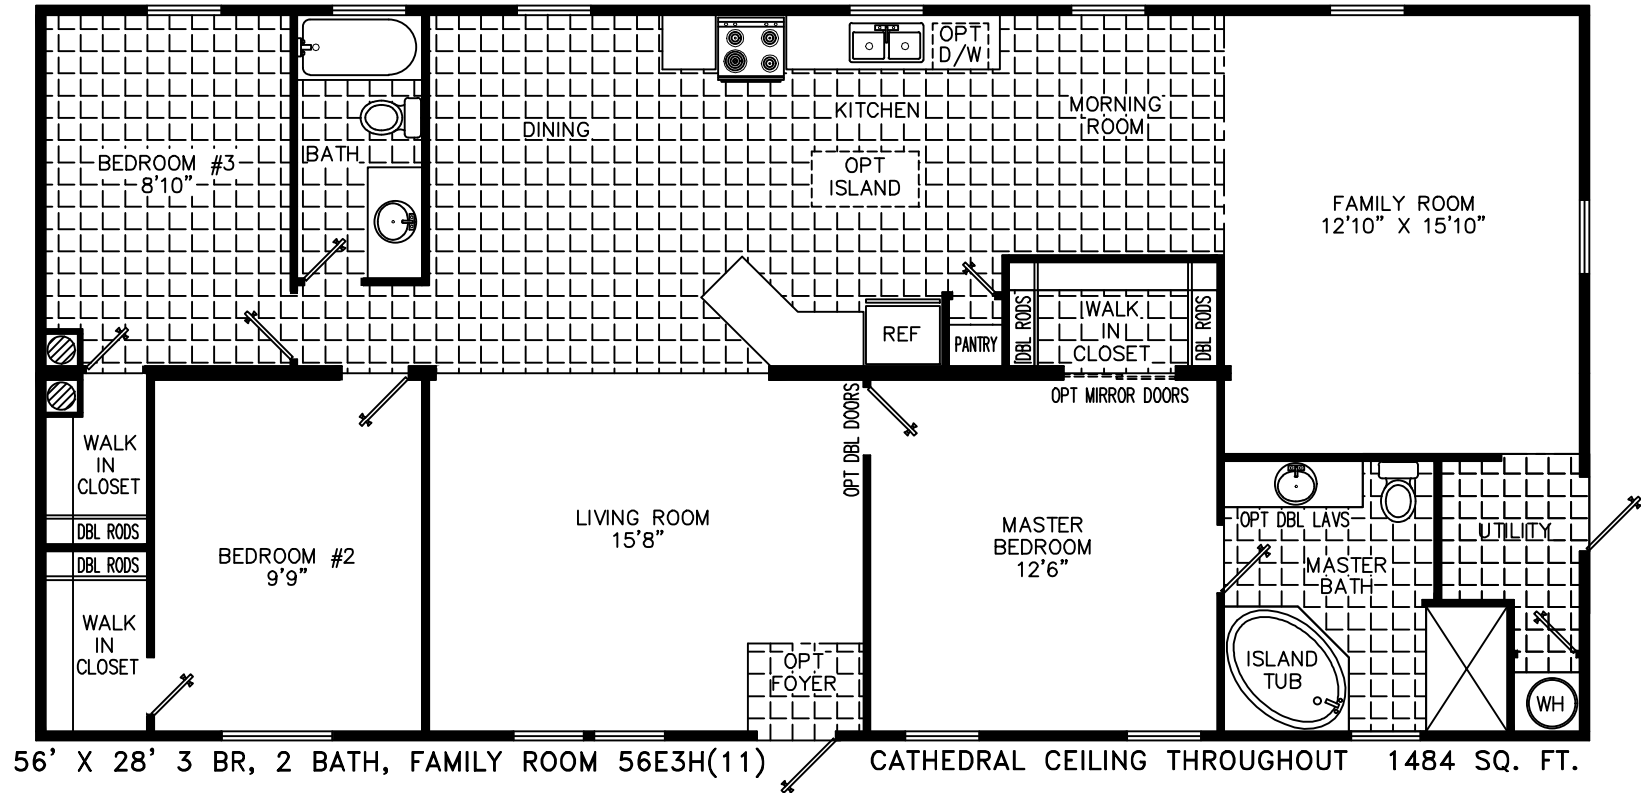 OPT
D/W
KITCHEN
MORNING
ROOM
DINING
BATH
BEDROOM #3
8'10"
OPT
ISLAND
FAMILY ROOM
12'10" X 15'10"
REF
PANTRY
DBL RODS
WALK
IN
CLOSET
DBL RODS
OPT MIRROR DOORS
OPT DBL DOORS
WALK
IN
CLOSET
DBL RODS
DBL RODS
WALK
IN
CLOSET
BEDROOM #2
9'9"
LIVING ROOM
15'8"
MASTER
BEDROOM
12'6"
OPT DBL LAVS
UTILITY
MASTER
BATH
OPT
FOYER
ISLAND
TUB
WH
56' X 28' 3 BR, 2 BATH, FAMILY ROOM 56E3H(11)
CATHEDRAL CEILING THROUGHOUT 1484 SQ. FT.